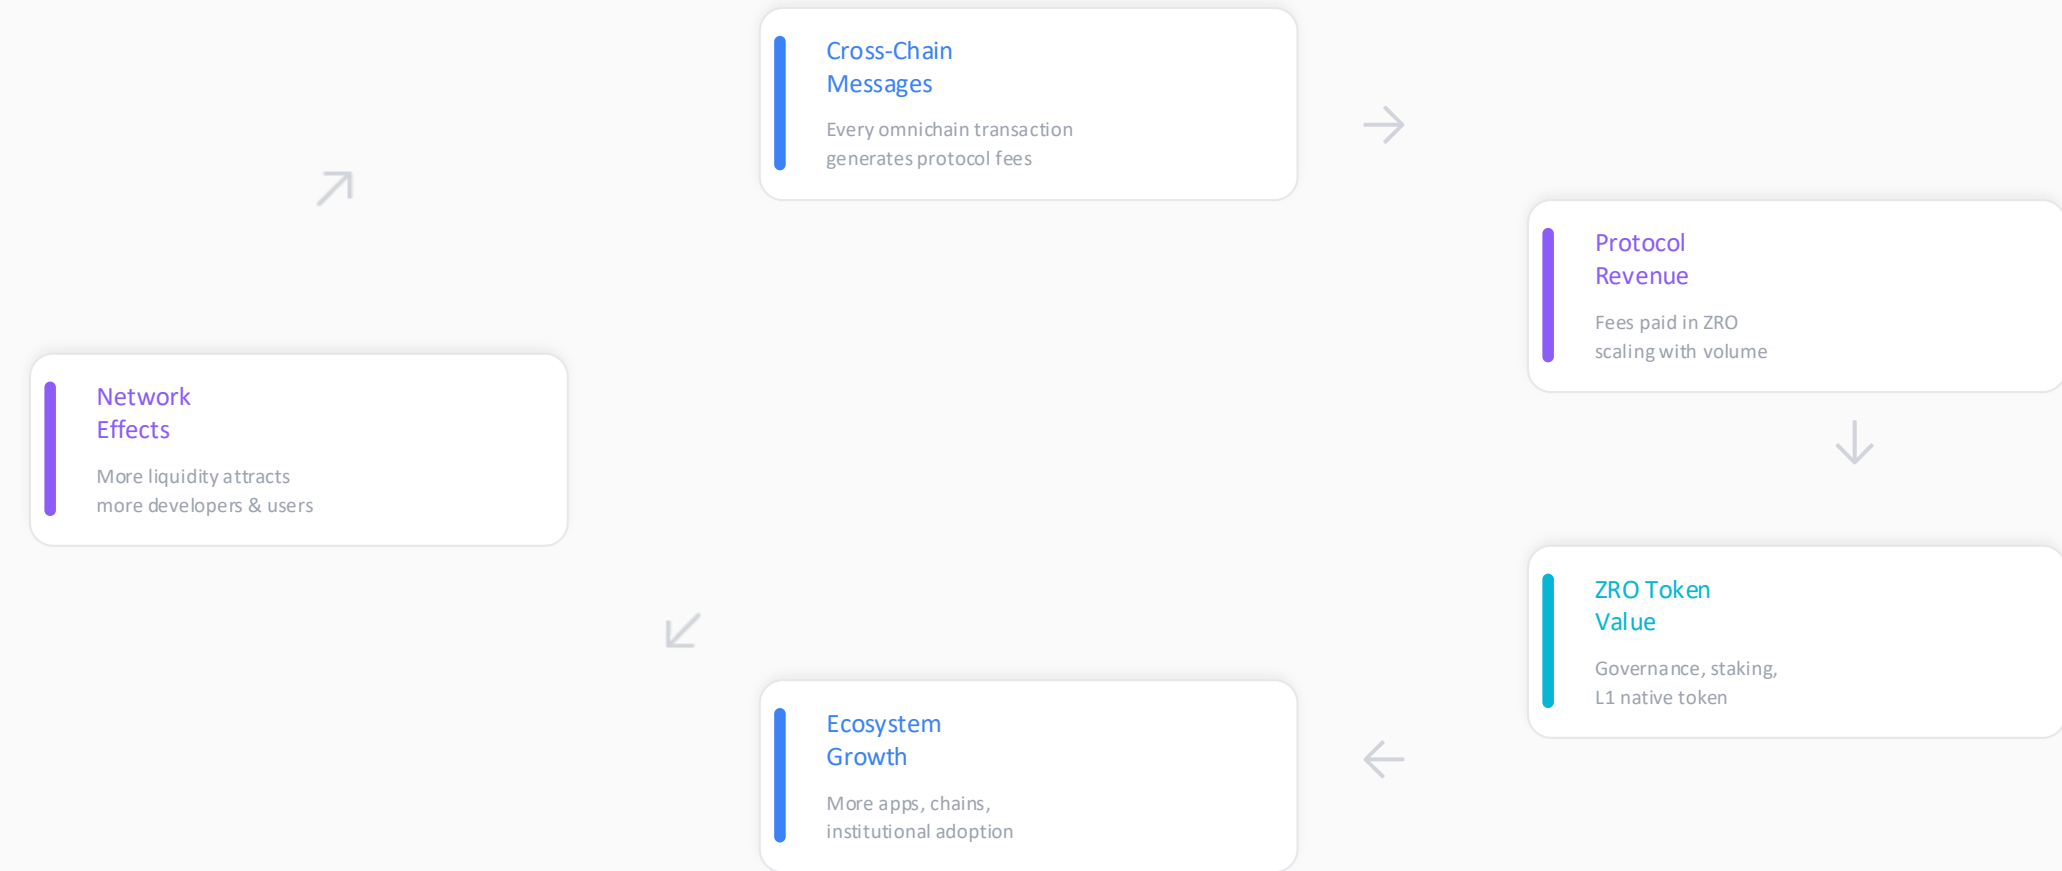 Cross-Chain
Messages
Every omnichain transaction
generates protocol fees
Protocol
Revenue
Fees paid in ZRO
scaling with volume
Network
Effects
More liquidity attracts
more developers & users
ZRO Token
Value
Governance, staking,
L1 native token
Ecosystem
Growth
More apps, chains,
institutional adoption